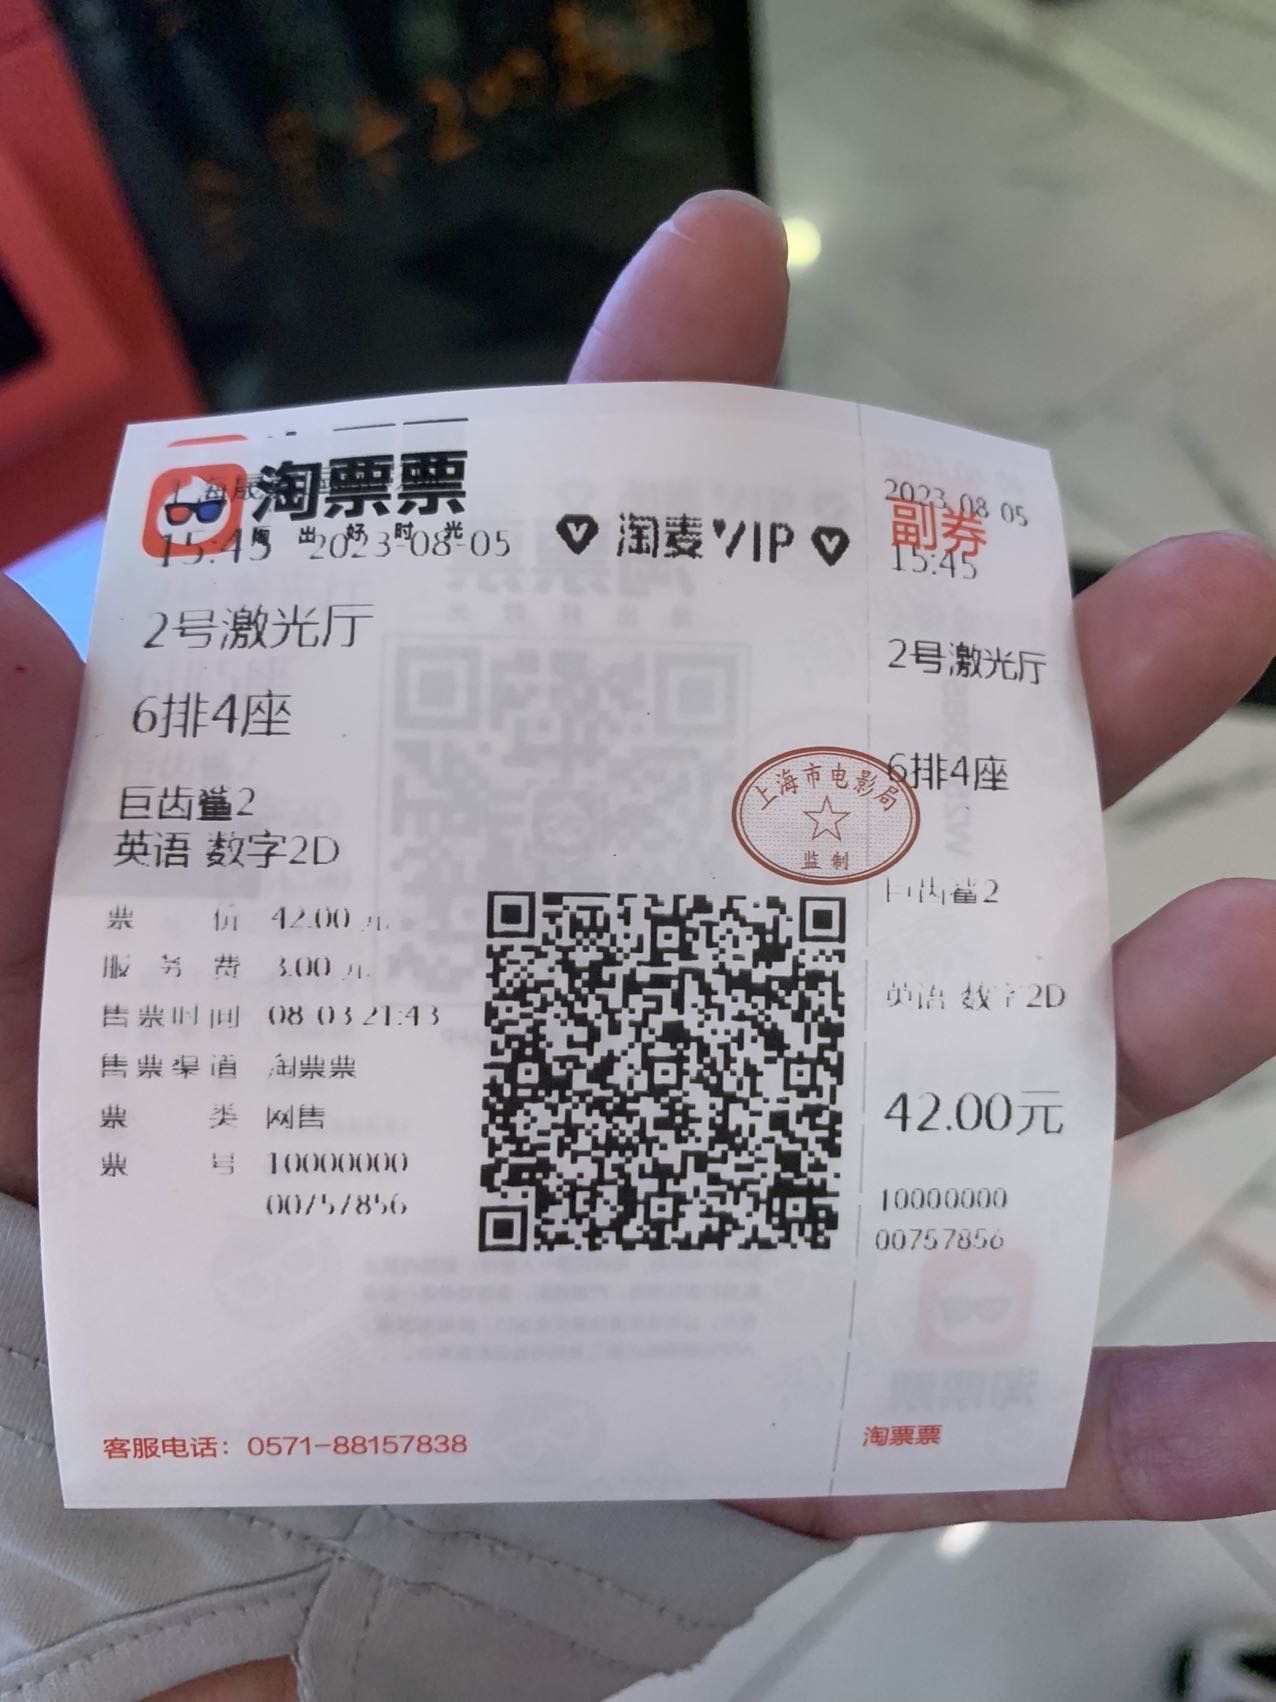 淘票票
陶出好时光
15:45 2023-08-05
淘麦VIP
2号激光厅
6排4座
巨齿鲨2
英语 数字2D
票价 42.00元
服务费 3.00元
售票时间 08-03 21:43
售票渠道 淘票票
票类 网售
票号 10000000
00757856
客服电话：0571-88157838
上海市电影局
监制
2023-08-05
副券
15:45
2号激光厅
6排4座
巨齿鲨2
英语 数字2D
42.00元
10000000
00757856
淘票票